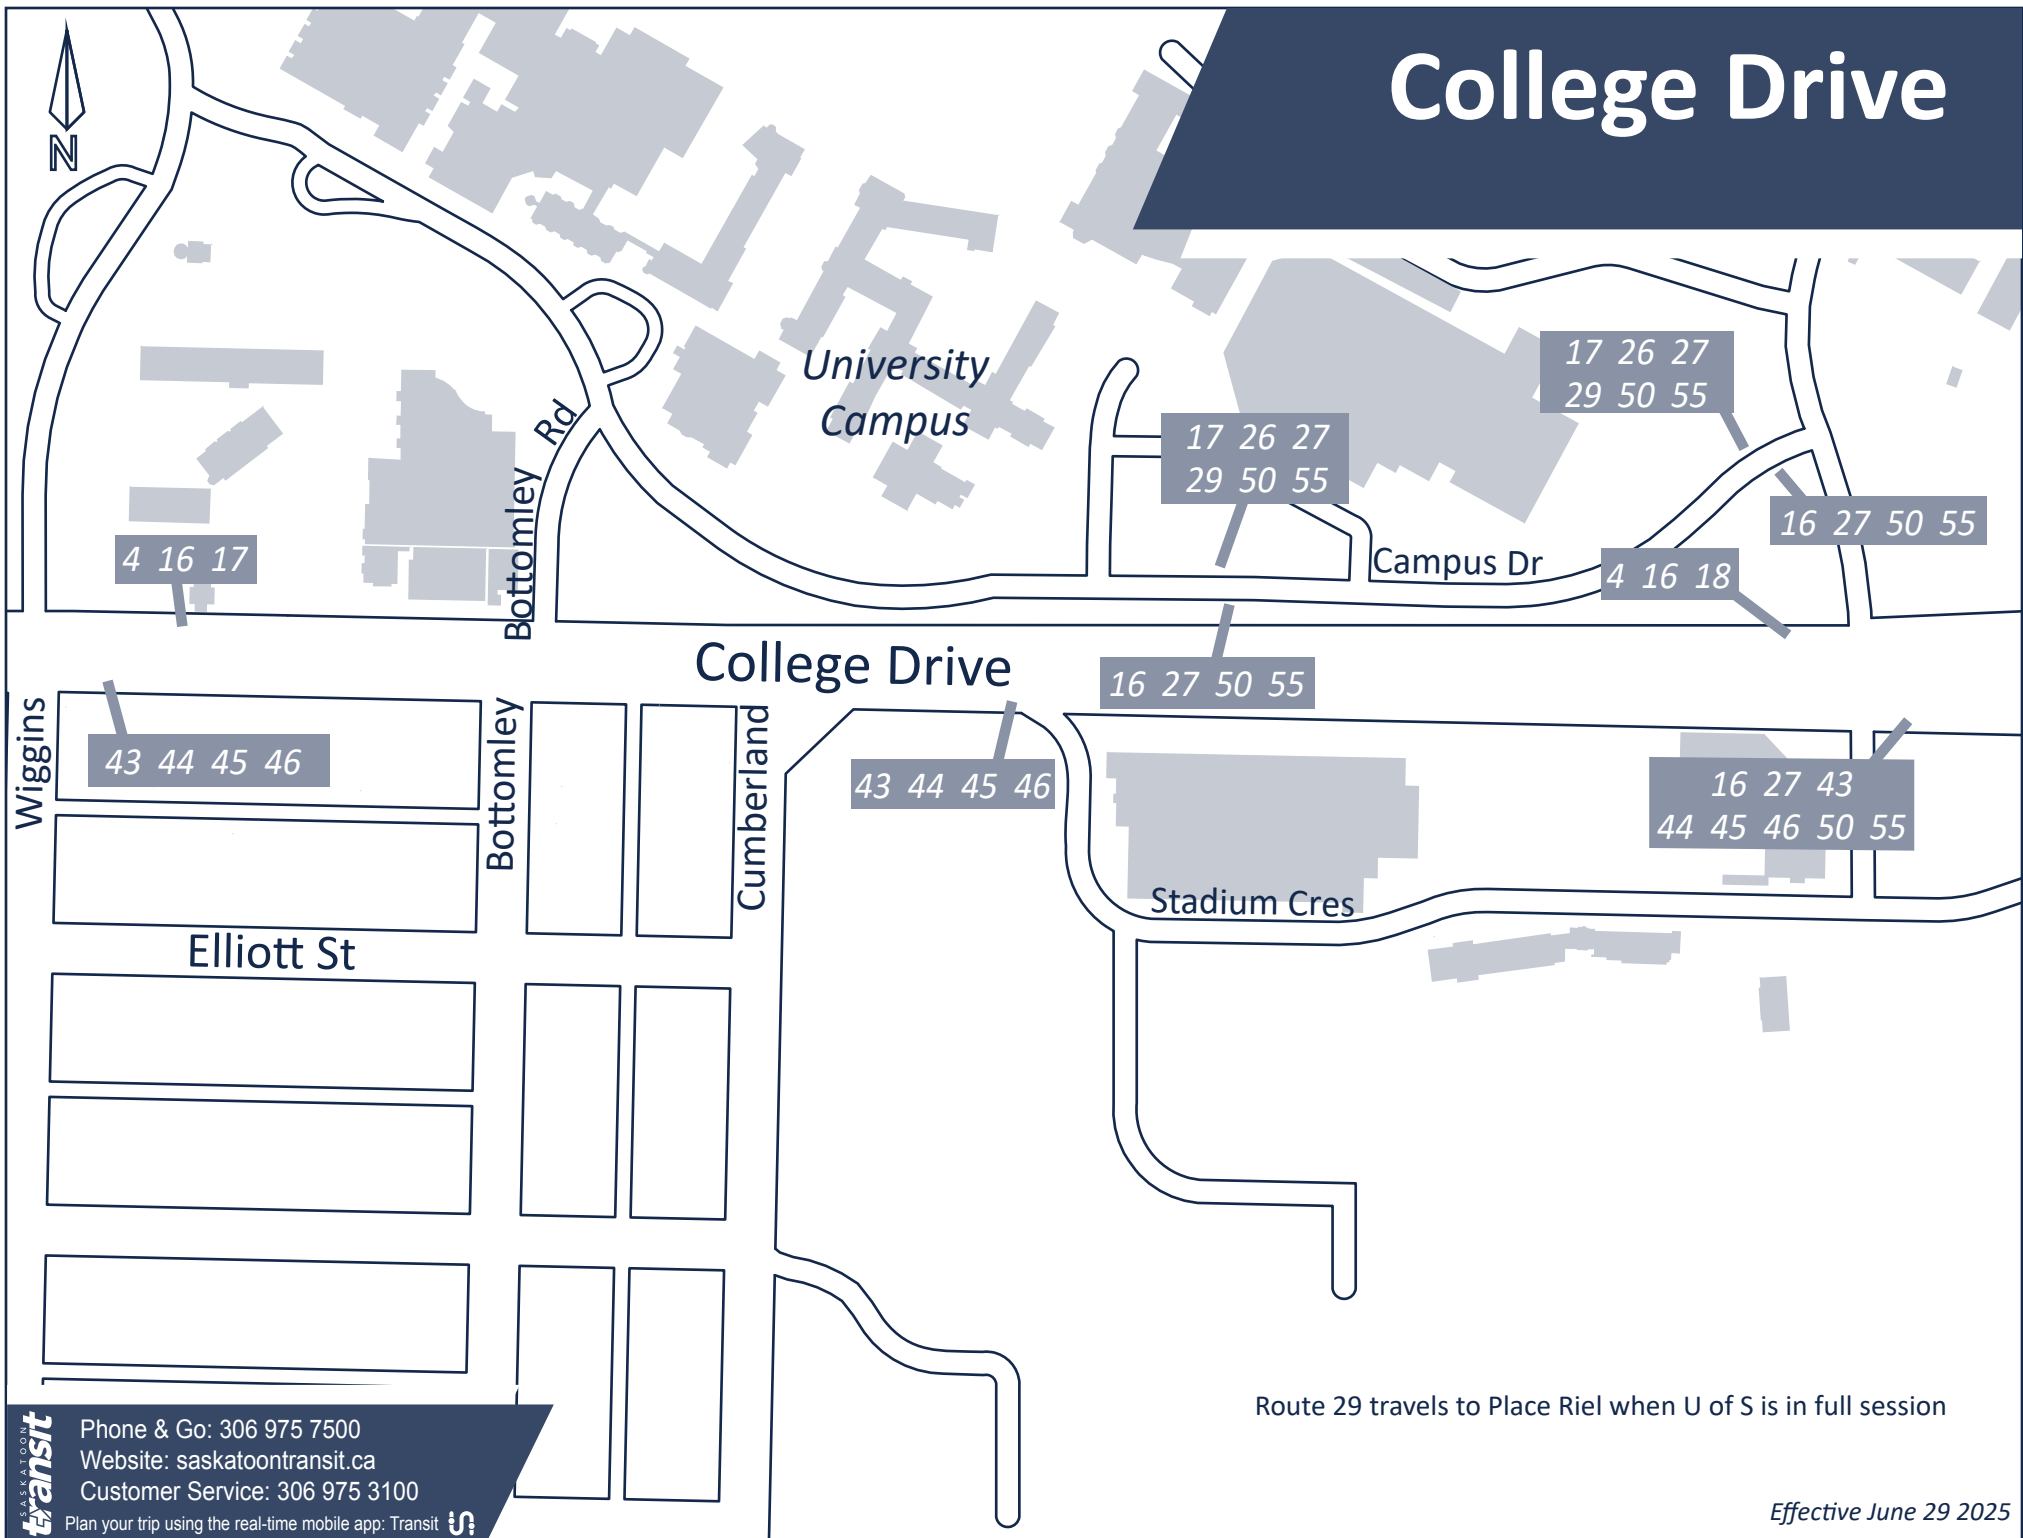 College Drive
N
University
Campus
17 26 27
29 50 55
17 26 27
29 50 55
Rd
Bottomley
16 27 50 55
4 16 17
Campus Dr
4 16 18
College Drive
16 27 50 55
Wiggins
43 44 45 46
Bottomley
Cumberland
43 44 45 46
16 27 43
44 45 46 50 55
Stadium Cres
Elliott St
Route 29 travels to Place Riel when U of S is in full session
SASKATOON
transit
Phone & Go: 306 975 7500
Website: saskatoontransit.ca
Customer Service: 306 975 3100
Plan your trip using the real-time mobile app: Transit
Effective June 29 2025